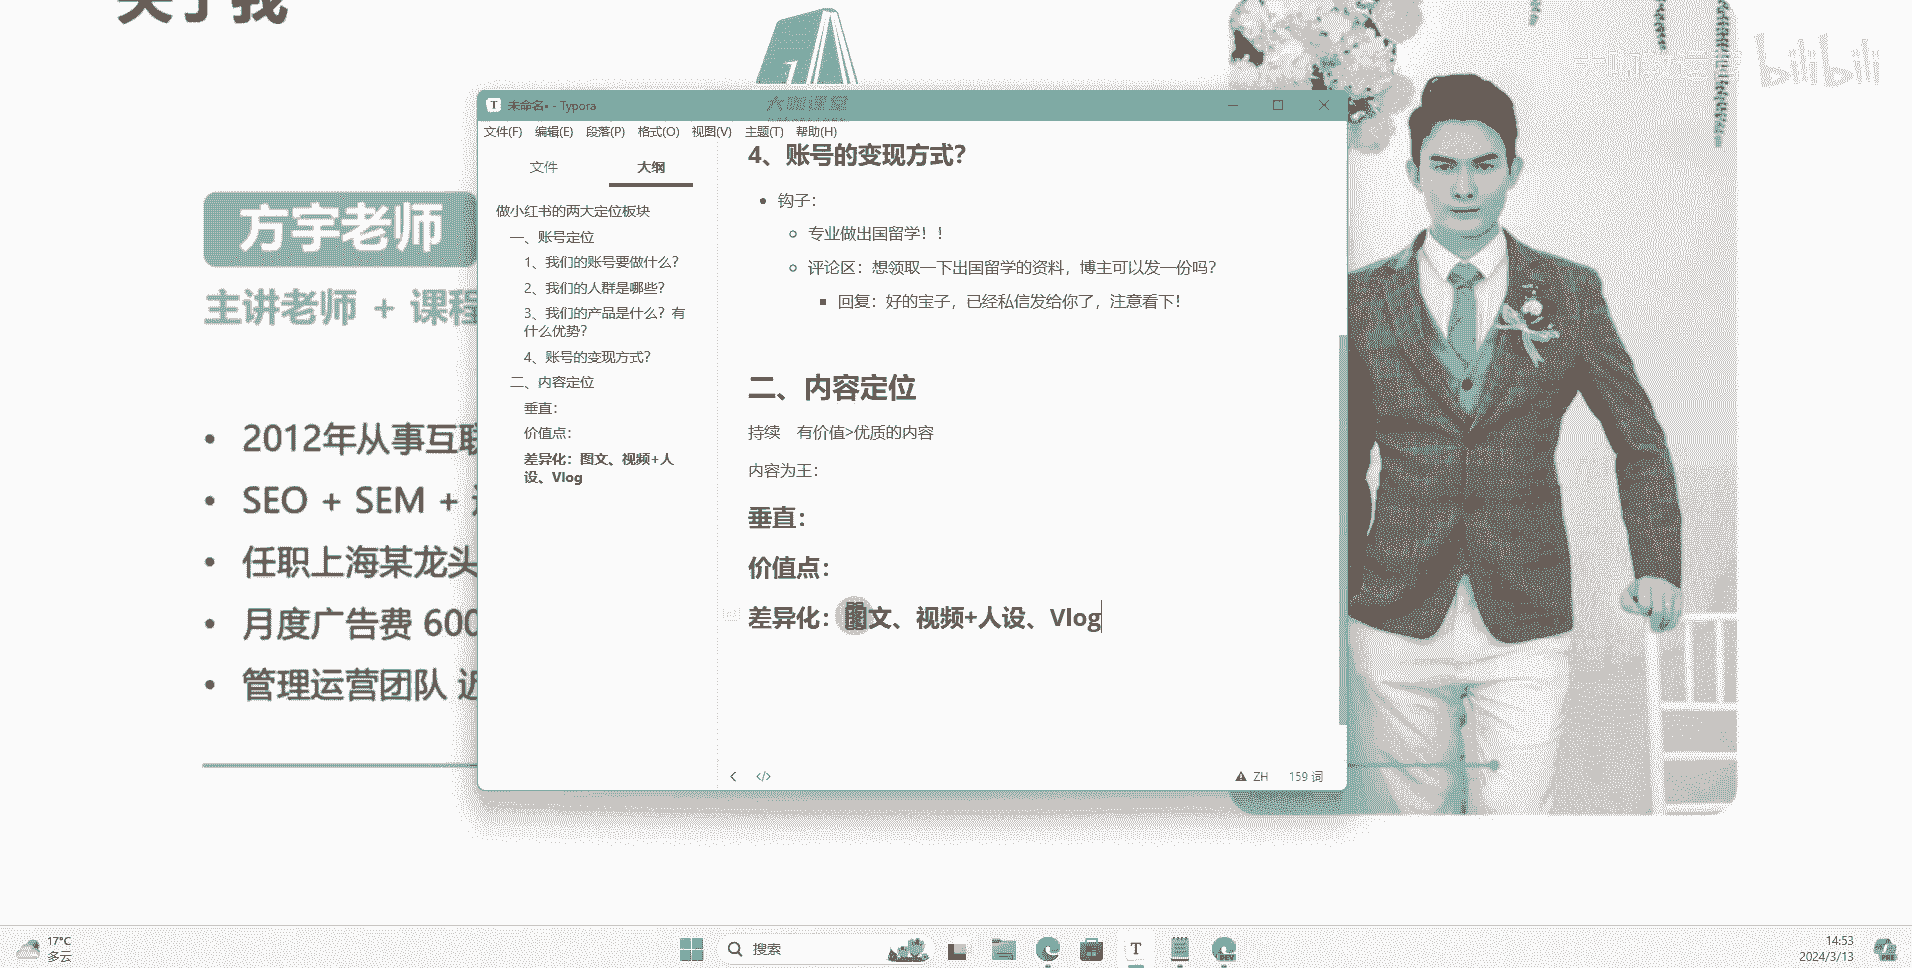 关于我
bilibili
大咖课堂
方宇老师
主讲老师 + 课程
2012年从事互联
SEO + SEM +
任职上海某龙头
月度广告费 600
管理运营团队 近
未命名• - Typora
文件(F) 编辑(E) 段落(P) 格式(O) 视图(V) 主题(T) 帮助(H)
文件 大纲
做小红书的两大定位板块
一、账号定位
1、我们的账号要做什么？
2、我们的人群是哪些？
3、我们的产品是什么？有
什么优势？
4、账号的变现方式？
二、内容定位
垂直：
价值点：
差异化：图文、视频+人
设、Vlog
4、账号的变现方式？
钩子：
专业做出国留学！！
评论区：想领取一下出国留学的资料，博主可以发一份吗？
回复：好的宝子，已经私信发给你了，注意看下！
二、内容定位
持续 有价值>优质的内容
内容为王：
垂直：
价值点：
差异化：图文、视频+人设、Vlog
ZH 159 词
17°C
多云
搜索
14:53
2024/3/13